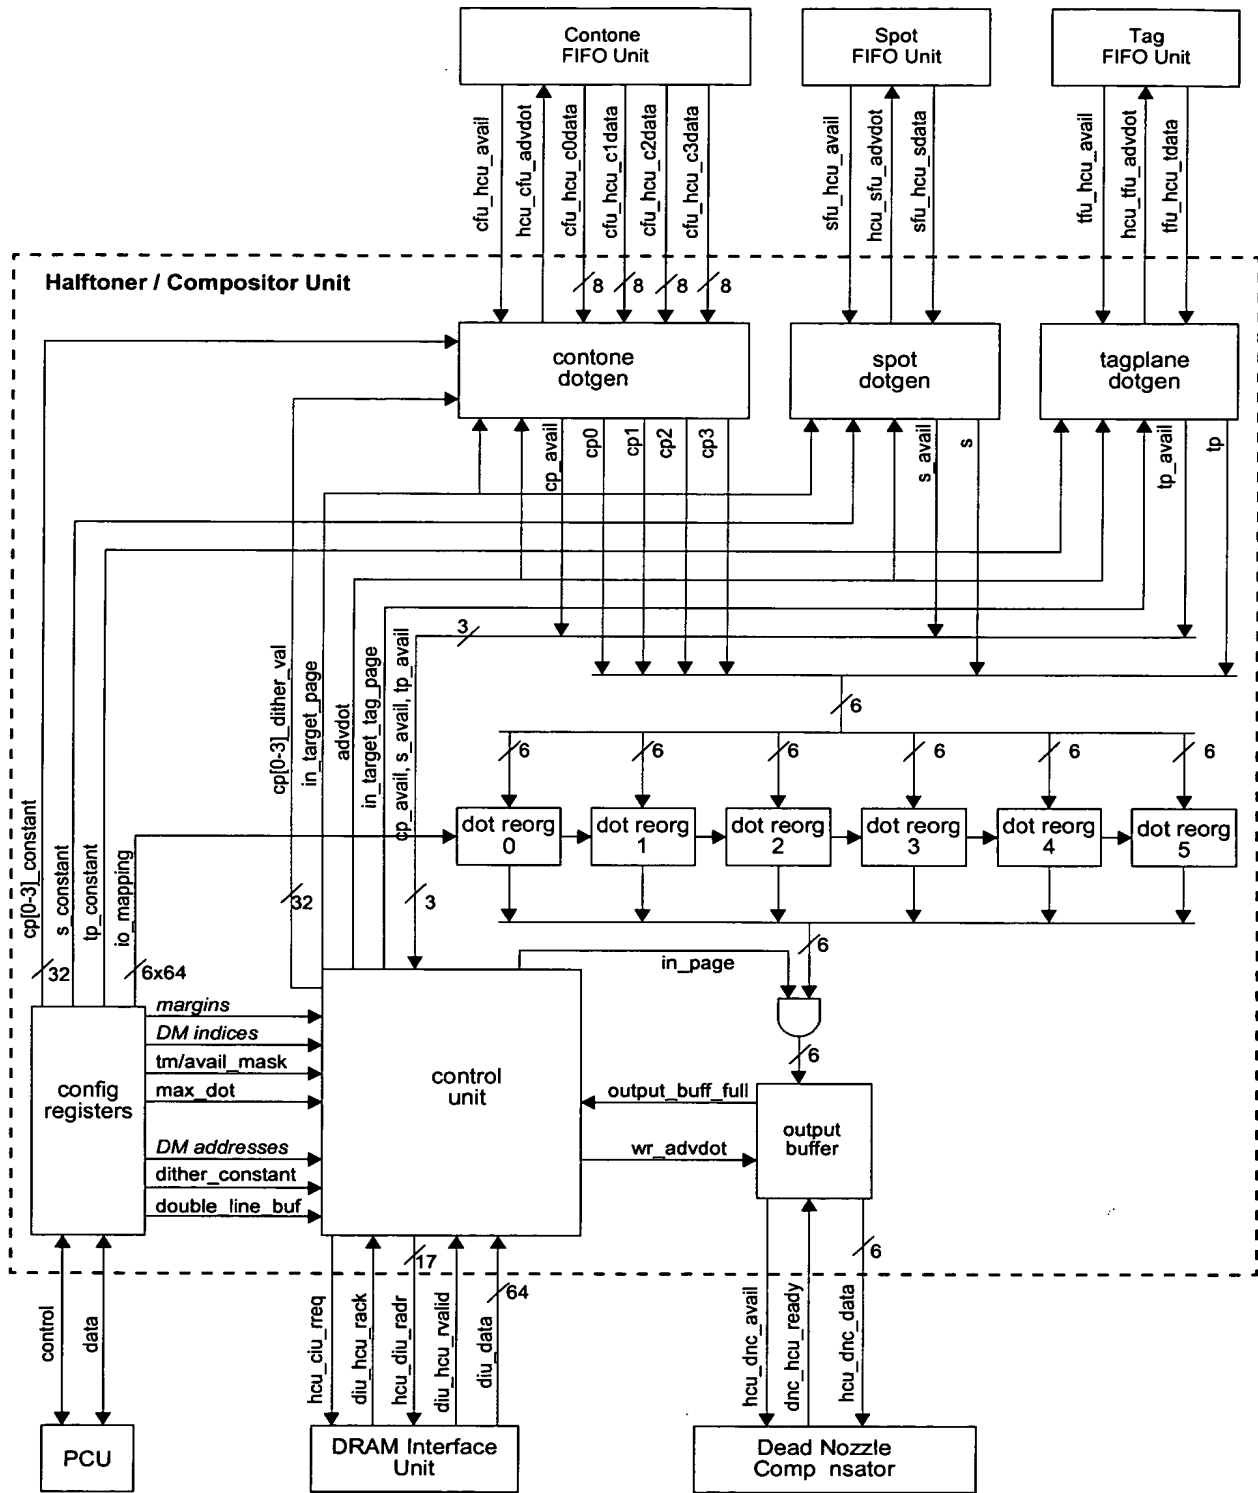 Contone
FIFO Unit
Spot
FIFO Unit
Tag
FIFO Unit
cfu_hcu_avail
hcu_cfu_advdot
cfu_hcu_c0data
cfu_hcu_c1data
cfu_hcu_c2data
cfu_hcu_c3data
sfu_hcu_avail
hcu_sfu_advdot
sfu_hcu_sdata
tfu_hcu_avail
hcu_tfu_advdot
tfu_hcu_tdata
Halftoner / Compositor Unit
8
8
8
8
contone
dotgen
spot
dotgen
tagplane
dotgen
cp_avail
cp0
cp1
cp2
cp3
s_avail
s
tp_avail
tp
3
6
cp[0-3]_dither_val
in_target_page
advdot
in_target_tag_page
cp_avail, s_avail, tp_avail
6
6
6
6
6
6
dot reorg
0
dot reorg
1
dot reorg
2
dot reorg
3
dot reorg
4
dot reorg
5
cp[0-3]_constant
s_constant
tp_constant
io_mapping
32
3
32
6x64
6
in_page
6
margins
DM indices
tm/avail_mask
max_dot
DM addresses
dither_constant
double_line_buf
config
registers
control
unit
output_buff_full
wr_advdot
output
buffer
17
64
6
control
data
hcu_ciu_rreq
diu_hcu_rack
hcu_diu_radr
diu_hcu_rvalid
diu_data
hcu_dnc_avail
dnc_hcu_ready
hcu_dnc_data
PCU
DRAM Interface
Unit
Dead Nozzle
Comp nsator